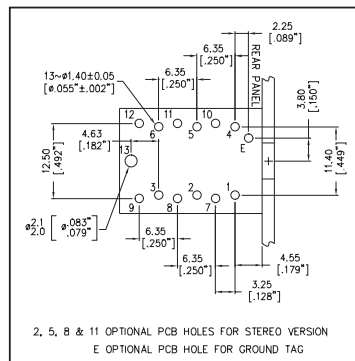 2.25
[.089"]
6.35
[.250"]
REAR PANEL
13~ø1.40±0.05
[ø.055"±.002"]
6.35
[.250"]
3.80
[.150"]
12 11 10
6 5 4
E
4.63
[.182"]
13
12.50
[.492"]
11.40
[.449"]
3 2 1
9 8 7
ø2.1
2.0
[ø.083"
.079"]
6.35
[.250"]
6.35
[.250"]
4.55
[.179"]
3.25
[.128"]
2, 5, 8 & 11 OPTIONAL PCB HOLES FOR STEREO VERSION
E OPTIONAL PCB HOLE FOR GROUND TAG